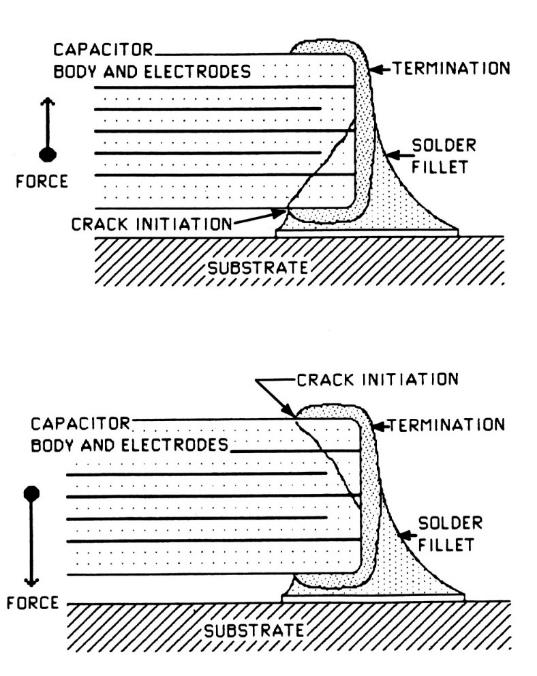 CAPACITOR
BODY AND ELECTRODES
TERMINATION
SOLDER
FILLET
FORCE
CRACK INITIATION
SUBSTRATE
CRACK INITIATION
CAPACITOR
BODY AND ELECTRODES
TERMINATION
SOLDER
FILLET
FORCE
SUBSTRATE